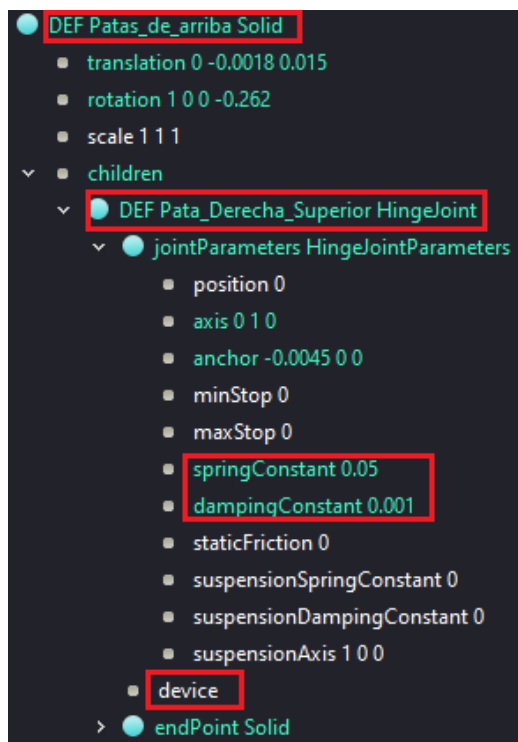 DEF Patas_de_arriba Solid
translation 0 -0.0018 0.015
rotation 1 0 0 -0.262
scale 1 1 1
children
DEF Pata_Derecha_Superior HingeJoint
jointParameters HingeJointParameters
position 0
axis 0 1 0
anchor -0.0045 0 0
minStop 0
maxStop 0
springConstant 0.05
dampingConstant 0.001
staticFriction 0
suspensionSpringConstant 0
suspensionDampingConstant 0
suspensionAxis 1 0 0
device
endPoint Solid